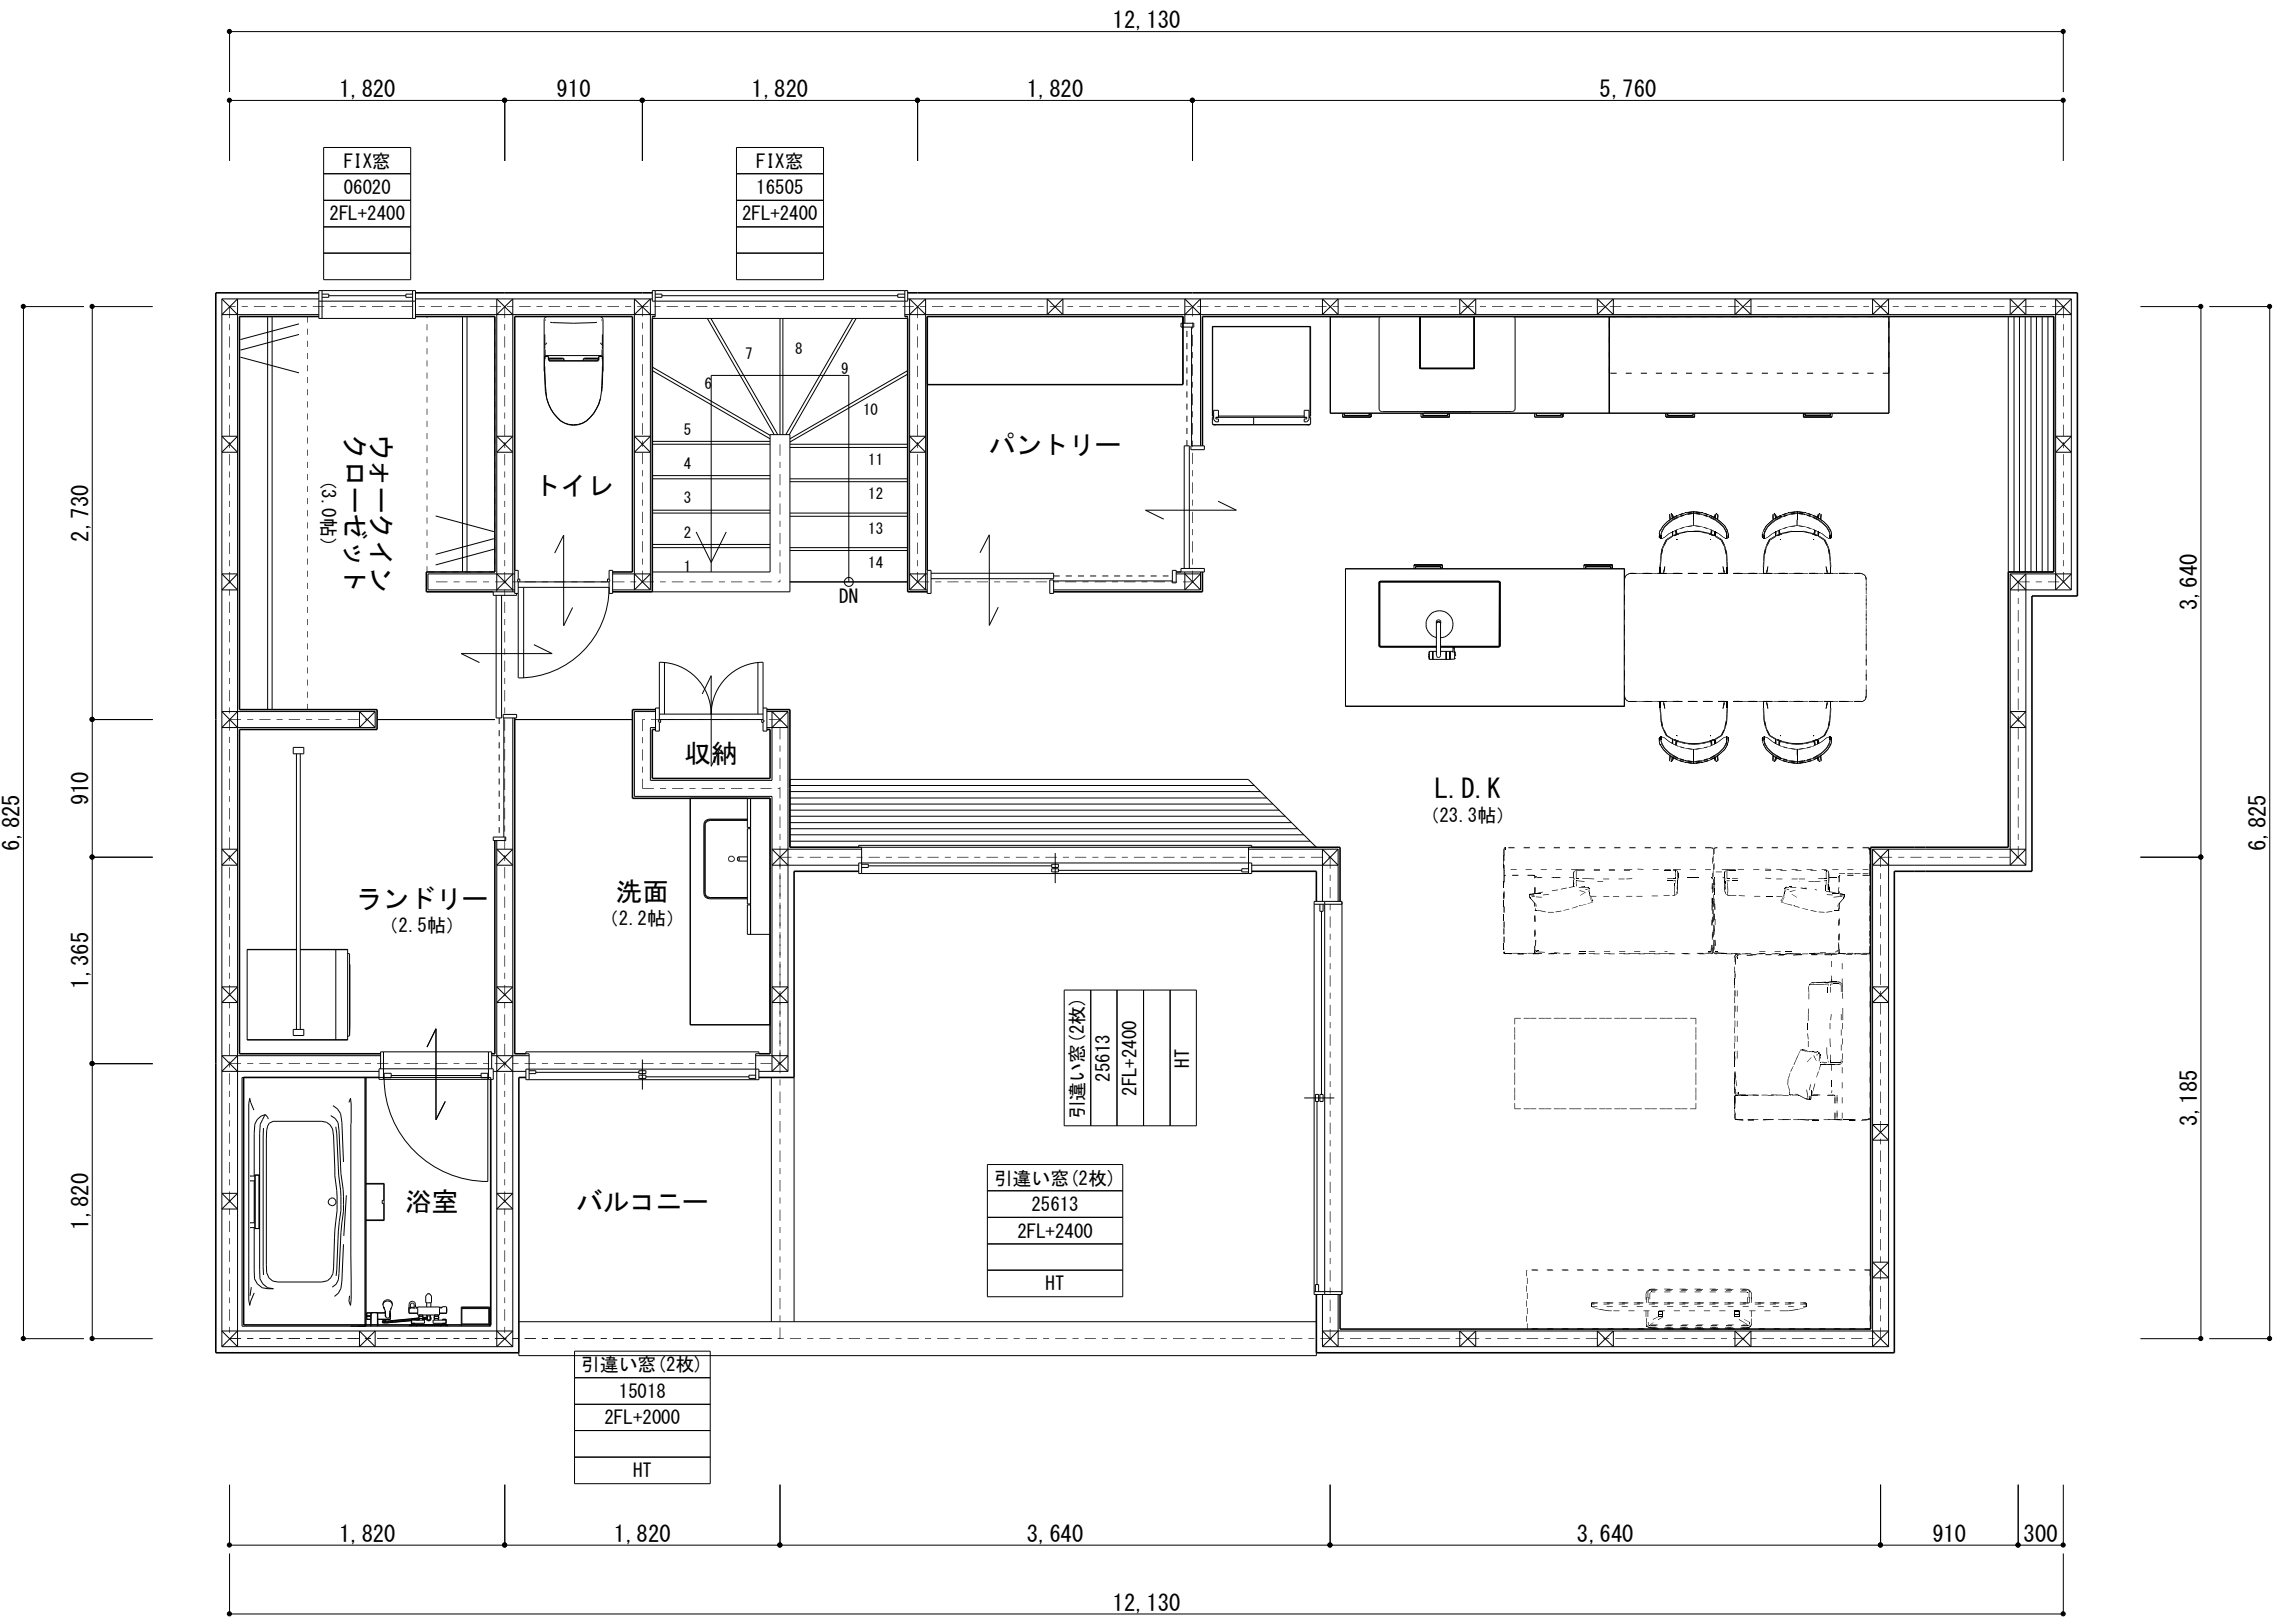 12,130
1,820
910
1,820
1,820
5,760
FIX窓
06020
2FL+2400
FIX窓
16505
2FL+2400
ウォークイン
クローゼット
(3.0帖)
トイレ
7
8
6
9
10
5
4
3
2
1
11
12
13
14
DN
パントリー
収納
L.D.K
(23.3帖)
ランドリー
(2.5帖)
洗面
(2.2帖)
浴室
バルコニー
引違い窓(2枚)
25613
2FL+2400
HT
引違い窓(2枚)
25613
2FL+2400
HT
引違い窓(2枚)
15018
2FL+2000
HT
6,825
2,730
910
1,365
1,820
3,640
3,185
6,825
1,820
1,820
3,640
3,640
910
300
12,130